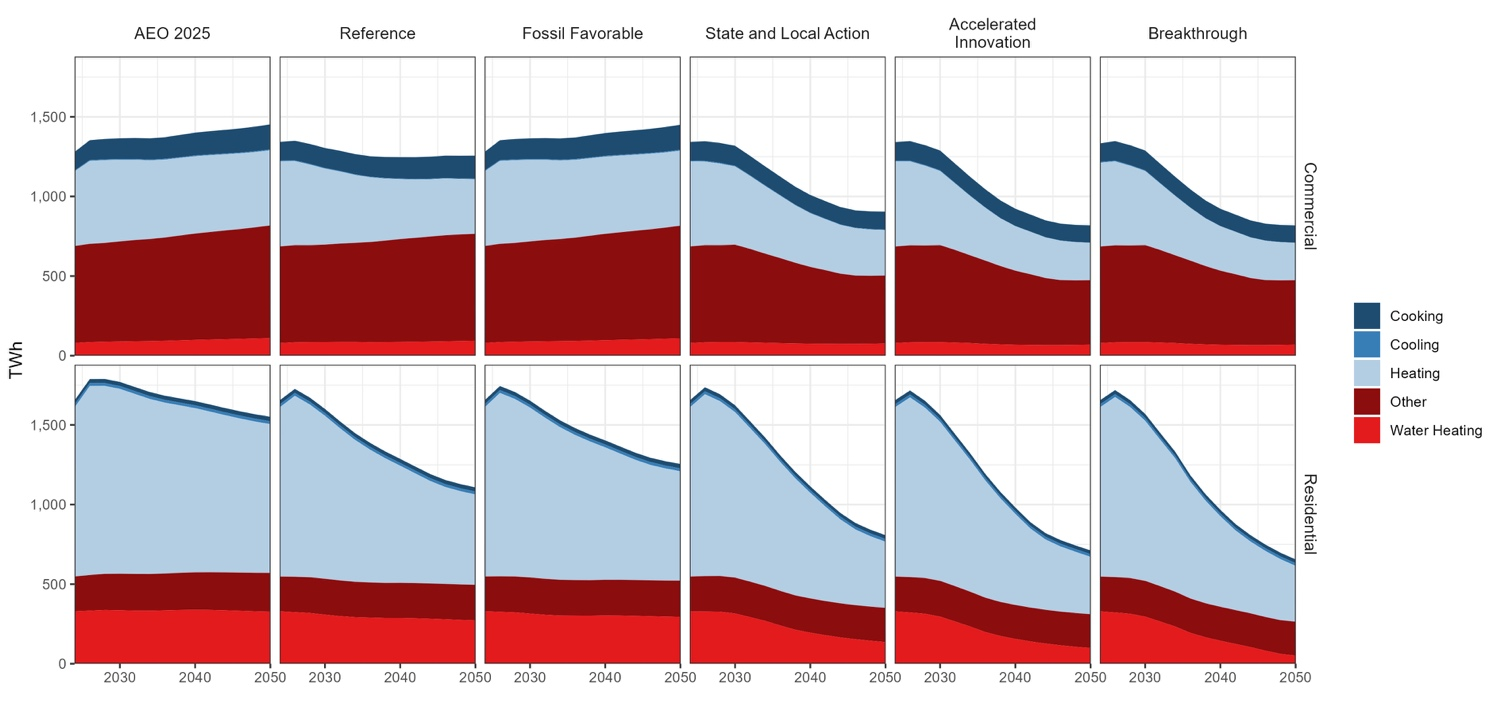 AEO 2025
Reference
Fossil Favorable
State and Local Action
Accelerated
Innovation
Breakthrough
TWh
1,500
1,000
500
0
Commercial
1,500
1,000
500
0
Residential
2030 2040 2050 2030 2040 2050 2030 2040 2050 2030 2040 2050 2030 2040 2050 2030 2040 2050
Cooking
Cooling
Heating
Other
Water Heating